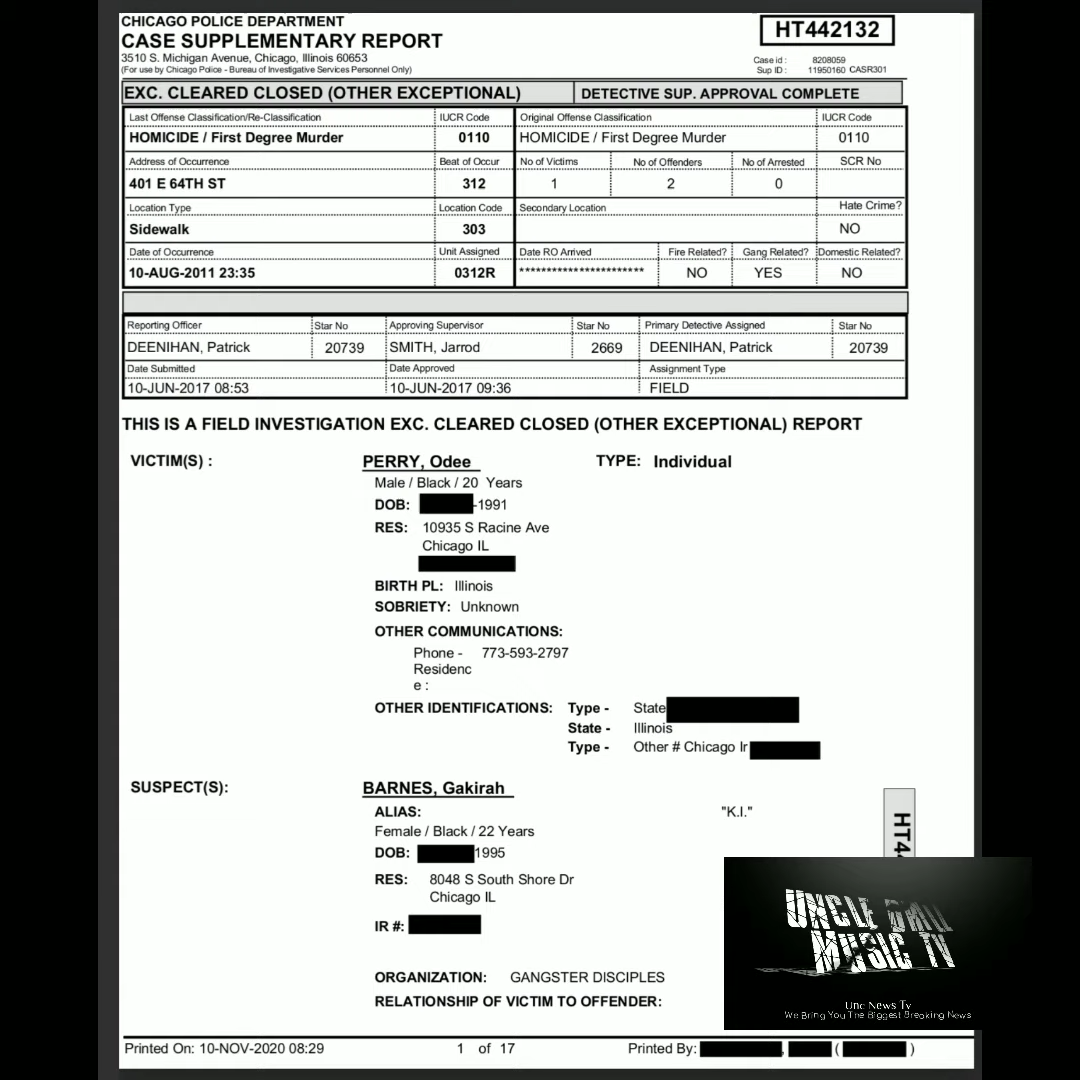 CHICAGO POLICE DEPARTMENT
CASE SUPPLEMENTARY REPORT
3510 S. Michigan Avenue, Chicago, Illinois 60653
(For use by Chicago Police - Bureau of Investigative Services Personnel Only)
HT442132
Case id : 8208059
Sup ID : 11950160 CASR301
EXC. CLEARED CLOSED (OTHER EXCEPTIONAL) DETECTIVE SUP. APPROVAL COMPLETE
Last Offense Classification/Re-Classification IUCR Code Original Offense Classification IUCR Code
HOMICIDE / First Degree Murder 0110 HOMICIDE / First Degree Murder 0110
Address of Occurrence Beat of Occur No of Victims No of Offenders No of Arrested SCR No
401 E 64TH ST 312 1 2 0
Location Type Location Code Secondary Location Hate Crime?
Sidewalk 303 NO
Date of Occurrence Unit Assigned Date RO Arrived Fire Related? Gang Related? Domestic Related?
10-AUG-2011 23:35 0312R *********************** NO YES NO
Reporting Officer Star No Approving Supervisor Star No Primary Detective Assigned Star No
DEENIHAN, Patrick 20739 SMITH, Jarrod 2669 DEENIHAN, Patrick 20739
Date Submitted Date Approved Assignment Type
10-JUN-2017 08:53 10-JUN-2017 09:36 FIELD
THIS IS A FIELD INVESTIGATION EXC. CLEARED CLOSED (OTHER EXCEPTIONAL) REPORT
VICTIM(S) : PERRY, Odee TYPE: Individual
Male / Black / 20 Years
DOB: -1991
RES: 10935 S Racine Ave
Chicago IL
BIRTH PL: Illinois
SOBRIETY: Unknown
OTHER COMMUNICATIONS:
Phone - 773-593-2797
Residenc
e :
OTHER IDENTIFICATIONS: Type - State
State - Illinois
Type - Other # Chicago Ir
SUSPECT(S): BARNES, Gakirah
ALIAS: "K.I."
Female / Black / 22 Years
DOB: 1995
RES: 8048 S South Shore Dr
Chicago IL
IR #:
ORGANIZATION: GANGSTER DISCIPLES
RELATIONSHIP OF VICTIM TO OFFENDER:
HT4
UNCLE
MUSIC TV
Unc News Tv
We Bring You The Biggest Breaking News
Printed On: 10-NOV-2020 08:29 1 of 17 Printed By: , ( )